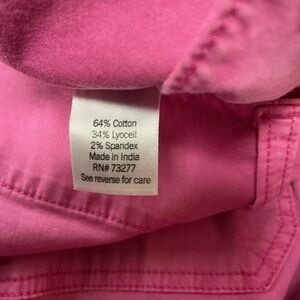 64% Cotton
34% Lyocell
2% Spandex
Made in India
RN# 73277
See reverse for care